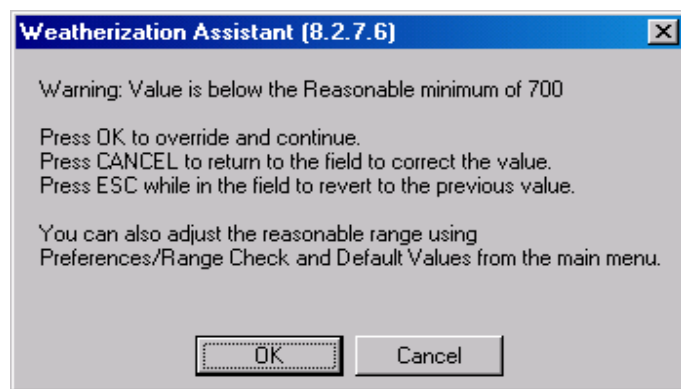 Weatherization Assistant (8.2.7.6)
Warning: Value is below the Reasonable minimum of 700
Press OK to override and continue.
Press CANCEL to return to the field to correct the value.
Press ESC while in the field to revert to the previous value.
You can also adjust the reasonable range using
Preferences/Range Check and Default Values from the main menu.
OK
Cancel